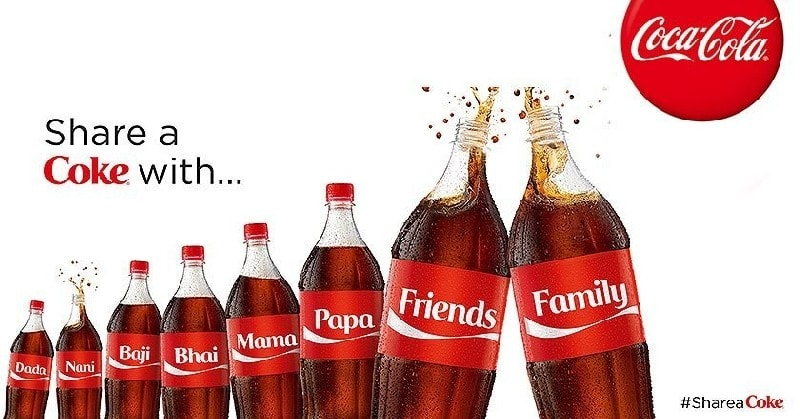 Coca-Cola
Share a
Coke with...
Dada
Nani
Baji
Bhai
Mama
Papa
Friends
Family
#ShareaCoke